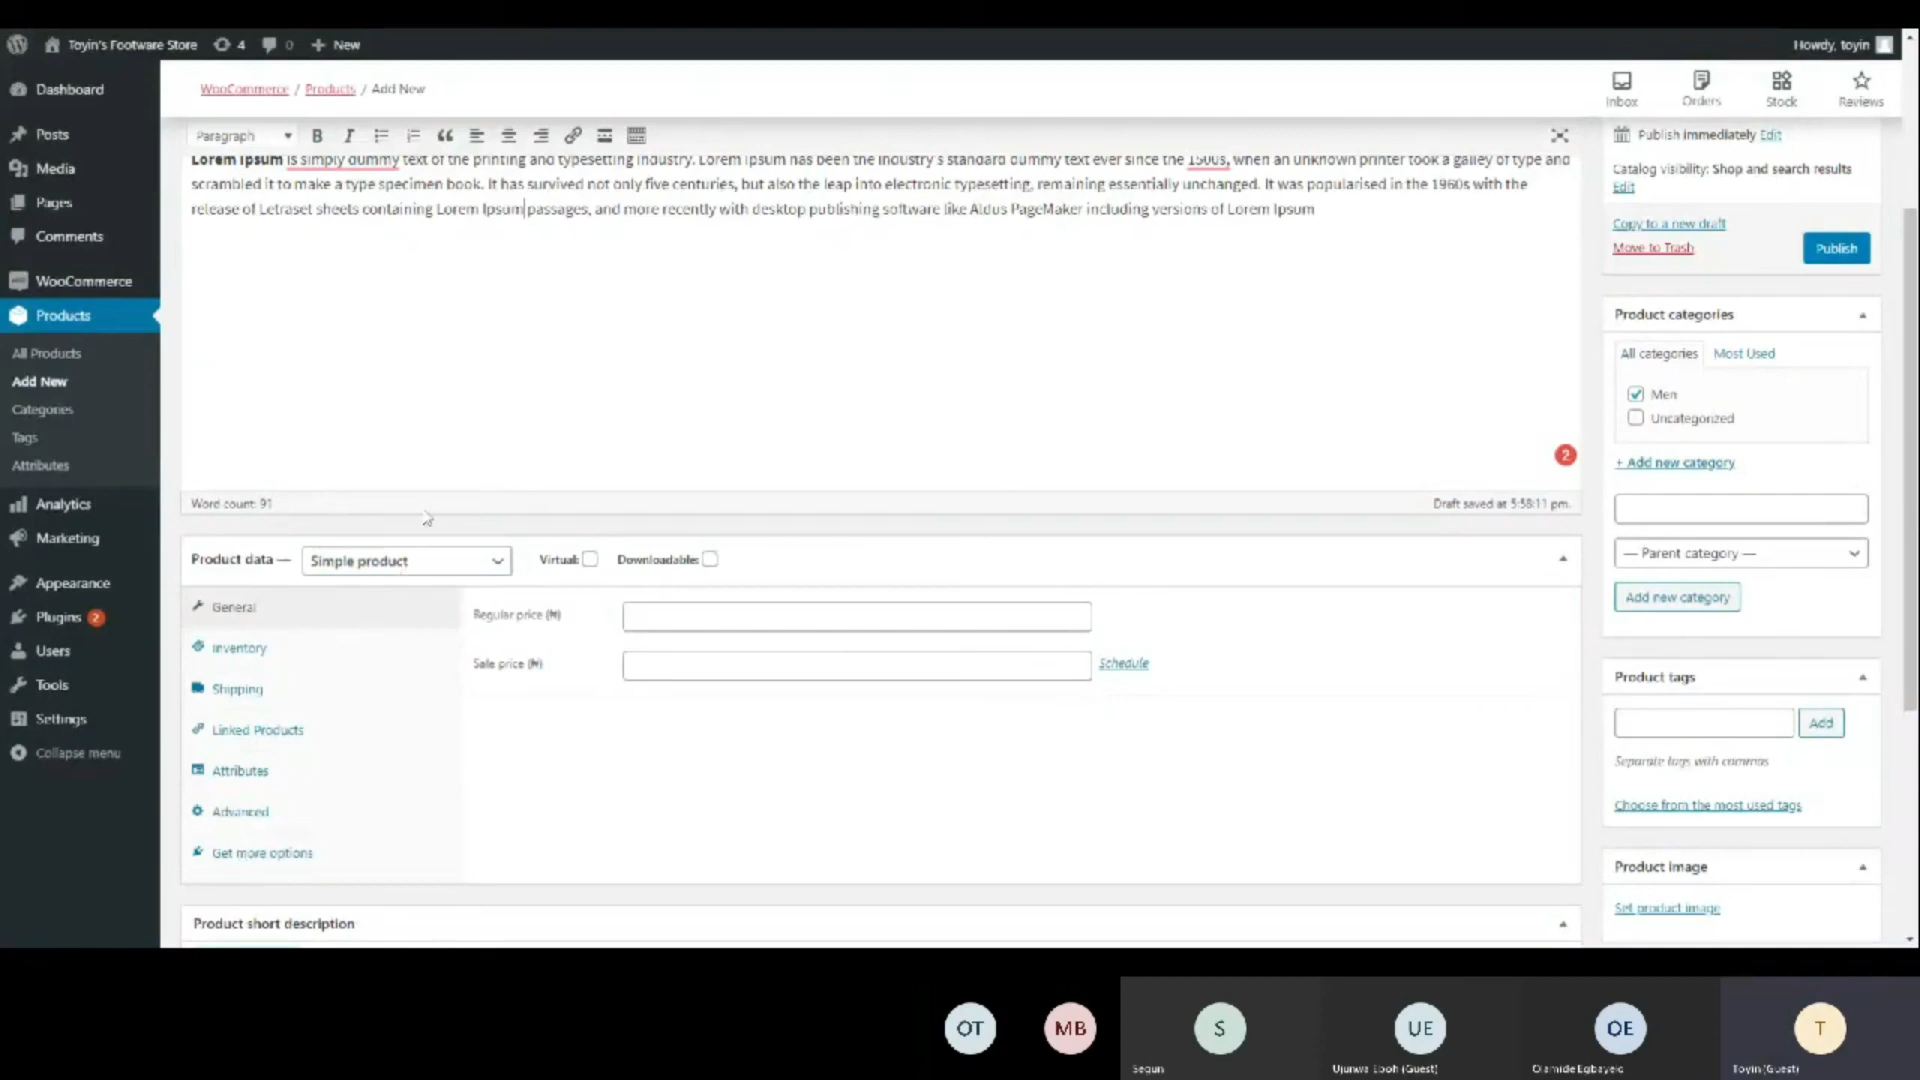 Toyin's Footware Store 4 0 New Howdy, toyin
Dashboard
Posts
Media
Pages
Comments
WooCommerce
Products
All Products
Add New
Categories
Tags
Attributes
Analytics
Marketing
Appearance
Plugins 2
Users
Tools
Settings
Collapse menu
WooCommerce / Products / Add New
Inbox Orders Stock Reviews
Paragraph
Lorem Ipsum is simply dummy text of the printing and typesetting industry. Lorem Ipsum has been the industry's standard dummy text ever since the 1500s, when an unknown printer took a galley of type and
scrambled it to make a type specimen book. It has survived not only five centuries, but also the leap into electronic typesetting, remaining essentially unchanged. It was popularised in the 1960s with the
release of Letraset sheets containing Lorem Ipsum passages, and more recently with desktop publishing software like Aldus PageMaker including versions of Lorem Ipsum
2
Word count: 91 Draft saved at 5:58:11 pm.
Product data — Simple product Virtual: Downloadable:
General
Inventory
Shipping
Linked Products
Attributes
Advanced
Get more options
Regular price (₦)
Sale price (₦) Schedule
Product short description
Publish immediately Edit
Catalog visibility: Shop and search results
Edit
Copy to a new draft
Move to Trash
Publish
Product categories
All categories Most Used
Men
Uncategorized
+ Add new category
— Parent category —
Add new category
Product tags
Add
Separate tags with commas
Choose from the most used tags
Product image
Set product image
OT MB S UE OE T
Segun (Guest) Olamide Egbayelo Toyin (Guest)